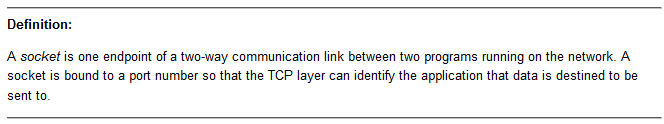 Definition:
A socket is one endpoint of a two-way communication link between two programs running on the network. A
socket is bound to a port number so that the TCP layer can identify the application that data is destined to be
sent to.